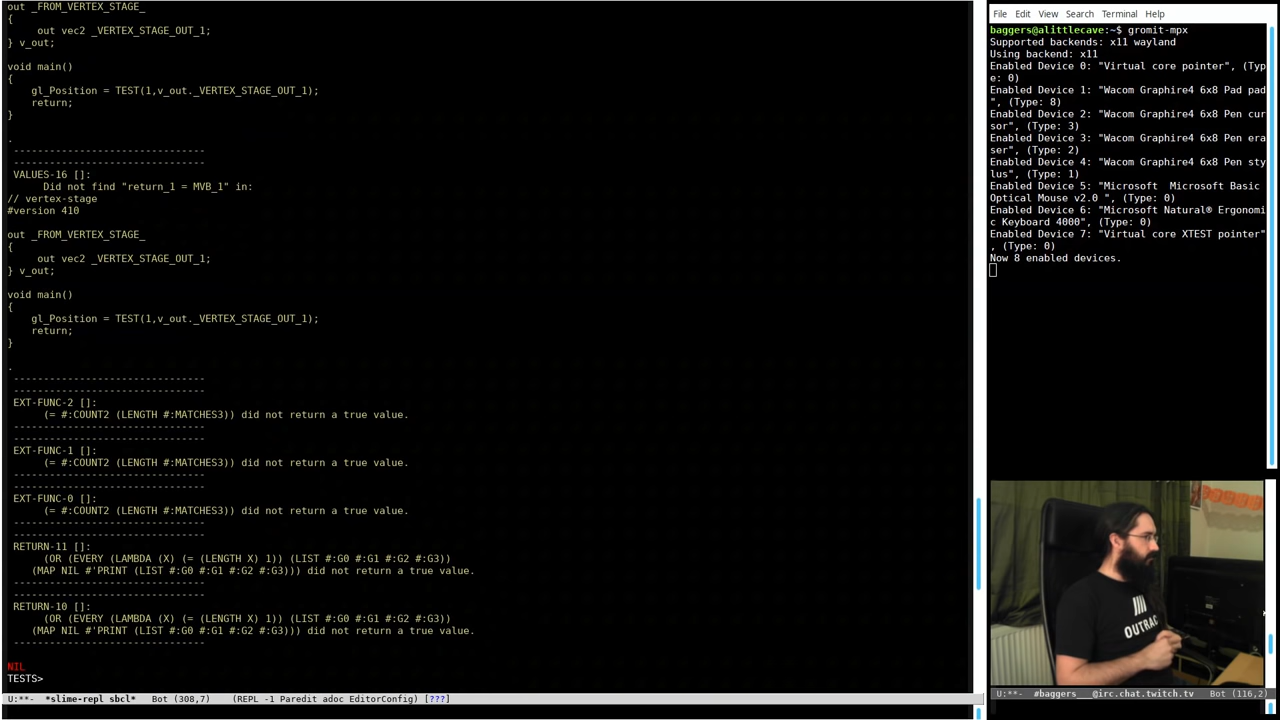 out _FROM_VERTEX_STAGE_
{
     out vec2 _VERTEX_STAGE_OUT_1;
} v_out;
void main()
{
    gl_Position = TEST(1,v_out._VERTEX_STAGE_OUT_1);
    return;
}
.
 --------------------------------
 --------------------------------
 VALUES-16 []:
      Did not find "return_1 = MVB_1" in:
// vertex-stage
#version 410
out _FROM_VERTEX_STAGE_
{
     out vec2 _VERTEX_STAGE_OUT_1;
} v_out;
void main()
{
    gl_Position = TEST(1,v_out._VERTEX_STAGE_OUT_1);
    return;
}
.
 --------------------------------
 --------------------------------
 EXT-FUNC-2 []:
      (= #:COUNT2 (LENGTH #:MATCHES3)) did not return a true value.
 --------------------------------
 --------------------------------
 EXT-FUNC-1 []:
      (= #:COUNT2 (LENGTH #:MATCHES3)) did not return a true value.
 --------------------------------
 --------------------------------
 EXT-FUNC-0 []:
      (= #:COUNT2 (LENGTH #:MATCHES3)) did not return a true value.
 --------------------------------
 --------------------------------
 RETURN-11 []:
      (OR (EVERY (LAMBDA (X) (= (LENGTH X) 1)) (LIST #:G0 #:G1 #:G2 #:G3))
    (MAP NIL #'PRINT (LIST #:G0 #:G1 #:G2 #:G3))) did not return a true value.
 --------------------------------
 --------------------------------
 RETURN-10 []:
      (OR (EVERY (LAMBDA (X) (= (LENGTH X) 1)) (LIST #:G0 #:G1 #:G2 #:G3))
    (MAP NIL #'PRINT (LIST #:G0 #:G1 #:G2 #:G3))) did not return a true value.
 --------------------------------
NIL
TESTS>
U:**-  *slime-repl sbcl*   Bot (308,7)    (REPL -1 Paredit adoc EditorConfig) [???]
File Edit View Search Terminal Help
baggers@alittlecave:~$ gromit-mpx
Supported backends: x11 wayland
Using backend: x11
Enabled Device 0: "Virtual core pointer", (Typ
e: 0)
Enabled Device 1: "Wacom Graphire4 6x8 Pad pad
", (Type: 8)
Enabled Device 2: "Wacom Graphire4 6x8 Pen cur
sor", (Type: 3)
Enabled Device 3: "Wacom Graphire4 6x8 Pen era
ser", (Type: 2)
Enabled Device 4: "Wacom Graphire4 6x8 Pen sty
lus", (Type: 1)
Enabled Device 5: "Microsoft  Microsoft Basic 
Optical Mouse v2.0 ", (Type: 0)
Enabled Device 6: "Microsoft Natural® Ergonomi
c Keyboard 4000", (Type: 0)
Enabled Device 7: "Virtual core XTEST pointer"
, (Type: 0)
Now 8 enabled devices.
OUTRAC
U:**-  #baggers___@irc.chat.twitch.tv   Bot (116,2)